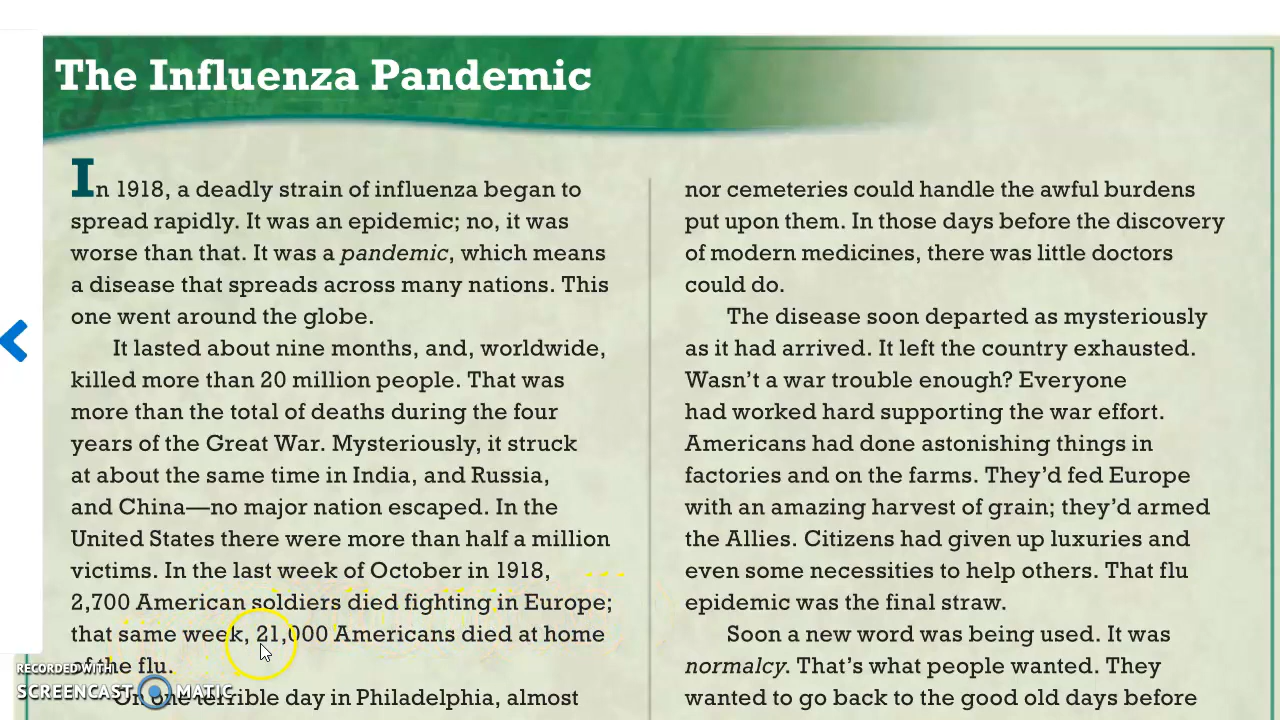 The Influenza Pandemic
In 1918, a deadly strain of influenza began to
spread rapidly. It was an epidemic; no, it was
worse than that. It was a pandemic, which means
a disease that spreads across many nations. This
one went around the globe.
It lasted about nine months, and, worldwide,
killed more than 20 million people. That was
more than the total of deaths during the four
years of the Great War. Mysteriously, it struck
at about the same time in India, and Russia,
and China—no major nation escaped. In the
United States there were more than half a million
victims. In the last week of October in 1918,
2,700 American soldiers died fighting in Europe;
that same week, 21,000 Americans died at home
of the flu.
On one terrible day in Philadelphia, almost
nor cemeteries could handle the awful burdens
put upon them. In those days before the discovery
of modern medicines, there was little doctors
could do.
The disease soon departed as mysteriously
as it had arrived. It left the country exhausted.
Wasn't a war trouble enough? Everyone
had worked hard supporting the war effort.
Americans had done astonishing things in
factories and on the farms. They'd fed Europe
with an amazing harvest of grain; they'd armed
the Allies. Citizens had given up luxuries and
even some necessities to help others. That flu
epidemic was the final straw.
Soon a new word was being used. It was
normalcy. That's what people wanted. They
wanted to go back to the good old days before
RECORDED WITH
SCREENCAST MATIC